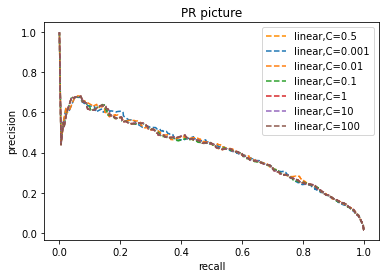 PR picture
linear,C=0.5
linear,C=0.001
linear,C=0.01
linear,C=0.1
linear,C=1
linear,C=10
linear,C=100
precision
1.0
0.8
0.6
0.4
0.2
0.0
0.0 0.2 0.4 0.6 0.8 1.0
recall